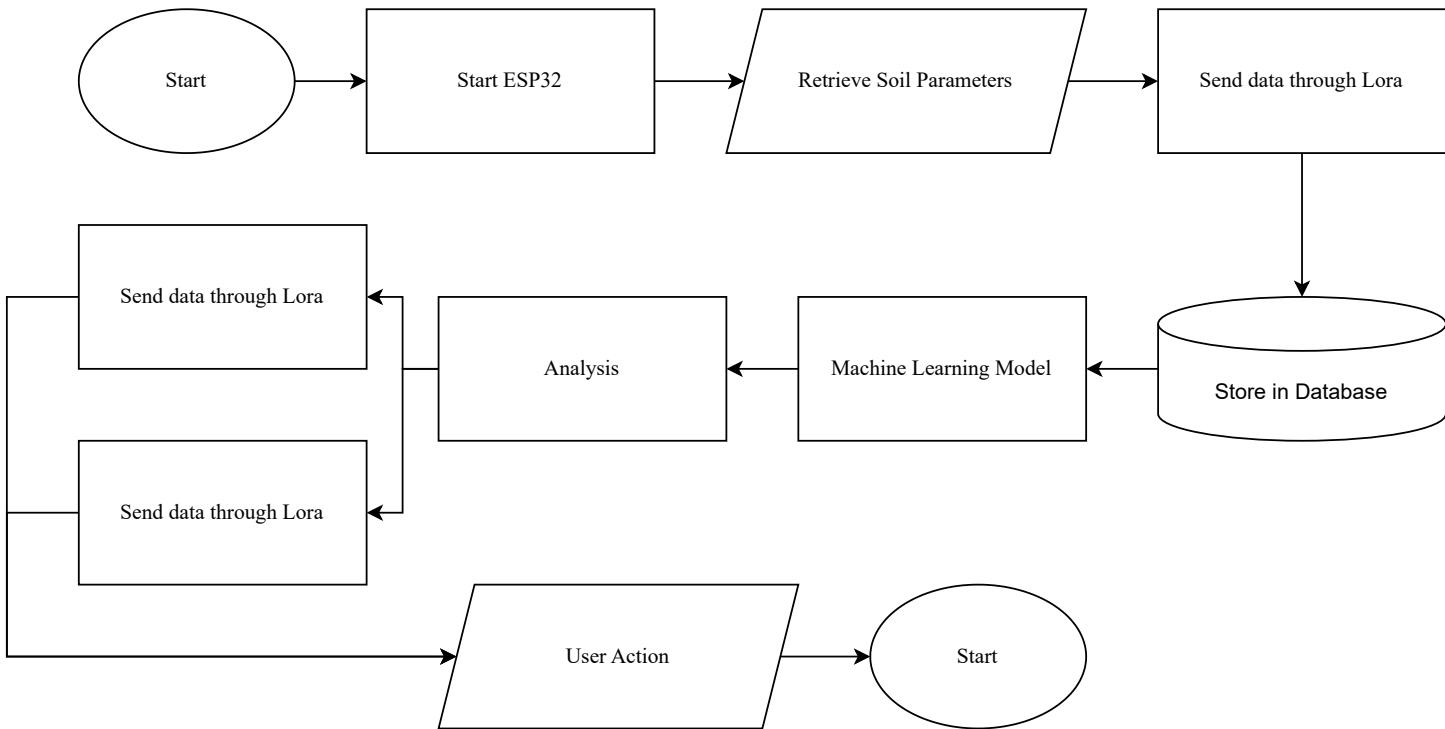 Start
Start ESP32
Retrieve Soil Parameters
Send data through Lora
Store in Database
Machine Learning Model
Analysis
Send data through Lora
Send data through Lora
User Action
Start